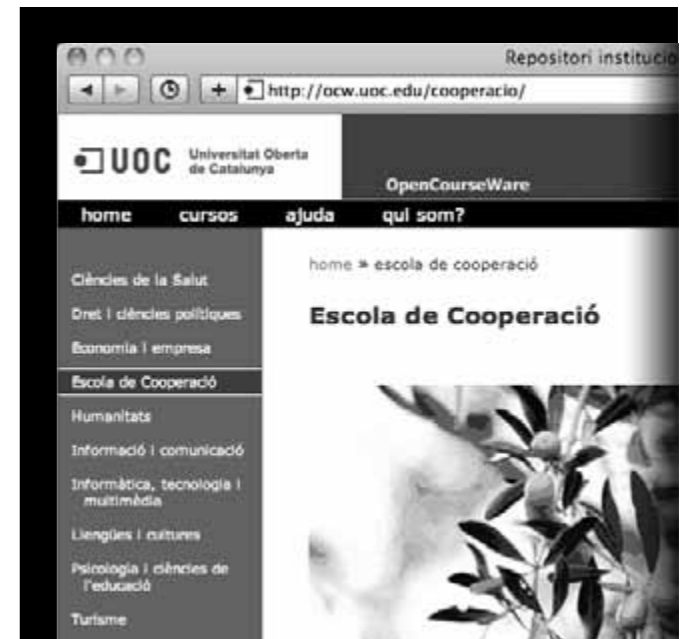 Repositori institucio
http://ocw.uoc.edu/cooperacio/
UOC Universitat Oberta
de Catalunya
OpenCourseWare
home cursos ajuda qui som?
home » escola de cooperació
Escola de Cooperació
Ciències de la Salut
Dret i ciències polítiques
Economia i empresa
Escola de Cooperació
Humanitats
Informació i comunicació
Informàtica, tecnologia i
multimèdia
Llengües i cultures
Psicologia i ciències de
l'educació
Turisme